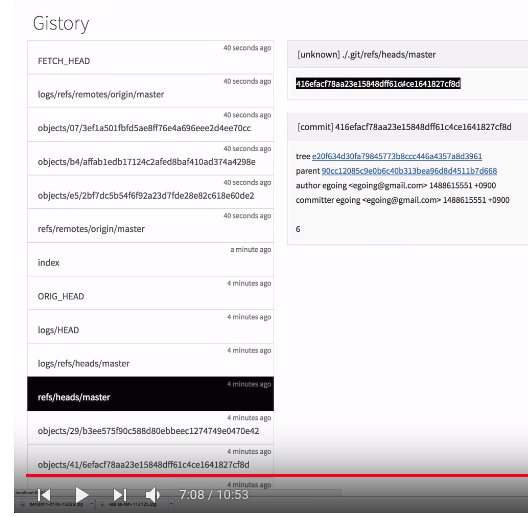 Gistory
40 seconds ago
FETCH_HEAD
40 seconds ago
logs/refs/remotes/origin/master
40 seconds ago
objects/07/3ef1a501fbfd5ae8ff76e4a696eee2d4ee70cc
40 seconds ago
objects/b4/affab1edb17124c2afed8baf410ad374a4298e
40 seconds ago
objects/e5/2bf7dc5b54f6f92a23d7fde28e82c618e60de2
40 seconds ago
refs/remotes/origin/master
a minute ago
index
4 minutes ago
ORIG_HEAD
4 minutes ago
logs/HEAD
4 minutes ago
logs/refs/heads/master
4 minutes ago
refs/heads/master
4 minutes ago
objects/29/b3ee575f90c588d80ebbeec1274749e0470e42
4 minutes ago
objects/41/6efacf78aa23e15848dff61c4ce1641827cf8d
4 minutes ago
[unknown] ./.git/refs/heads/master
416efacf78aa23e15848dff61c4ce1641827cf8d
[commit] 416efacf78aa23e15848dff61c4ce1641827cf8d
tree e20f634d30fa79845773b8ccc446a4357a8d3961
parent 90cc12085c9e0b6c40b313bea96d8d4511b7d668
author egoing <egoing@gmail.com> 1488615551 +0900
committer egoing <egoing@gmail.com> 1488615551 +0900
6
7:08 / 10:53